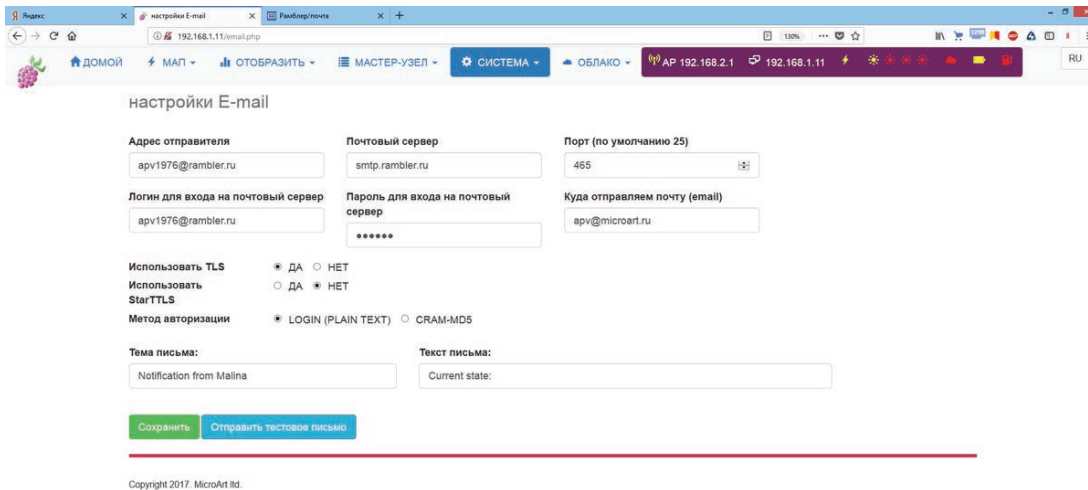 Яндекс
настройки E-mail
Рамблер/почта
192.168.1.11/email.php
130%
ДОМОЙ
МАП
ОТОБРАЗИТЬ
МАСТЕР-УЗЕЛ
СИСТЕМА
ОБЛАКО
AP 192.168.2.1
192.168.1.11
RU
настройки E-mail
Адрес отправителя
Почтовый сервер
Порт (по умолчанию 25)
apv1976@rambler.ru
smtp.rambler.ru
465
Логин для входа на почтовый сервер
Пароль для входа на почтовый
сервер
Куда отправляем почту (email)
apv1976@rambler.ru
••••••
apv@microart.ru
Использовать TLS
ДА
НЕТ
Использовать
StarTTLS
ДА
НЕТ
Метод авторизации
LOGIN (PLAIN TEXT)
CRAM-MD5
Тема письма:
Текст письма:
Notification from Malina
Current state:
Сохранить
Отправить тестовое письмо
Copyright 2017. MicroArt ltd.